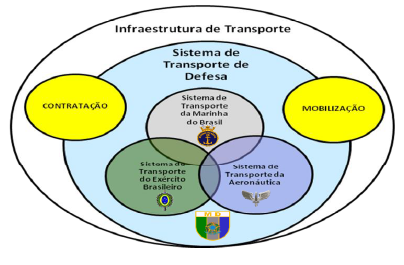 Infraestrutura de Transporte
Sistema de
Transporte de
Defesa
CONTRATAÇÃO
MOBILIZAÇÃO
Sistema de
Transporte
da Marinha
do Brasil
Sistema de
Transporte
do Exército
Brasileiro
Sistema de
Transporte da
Aeronáutica
M D